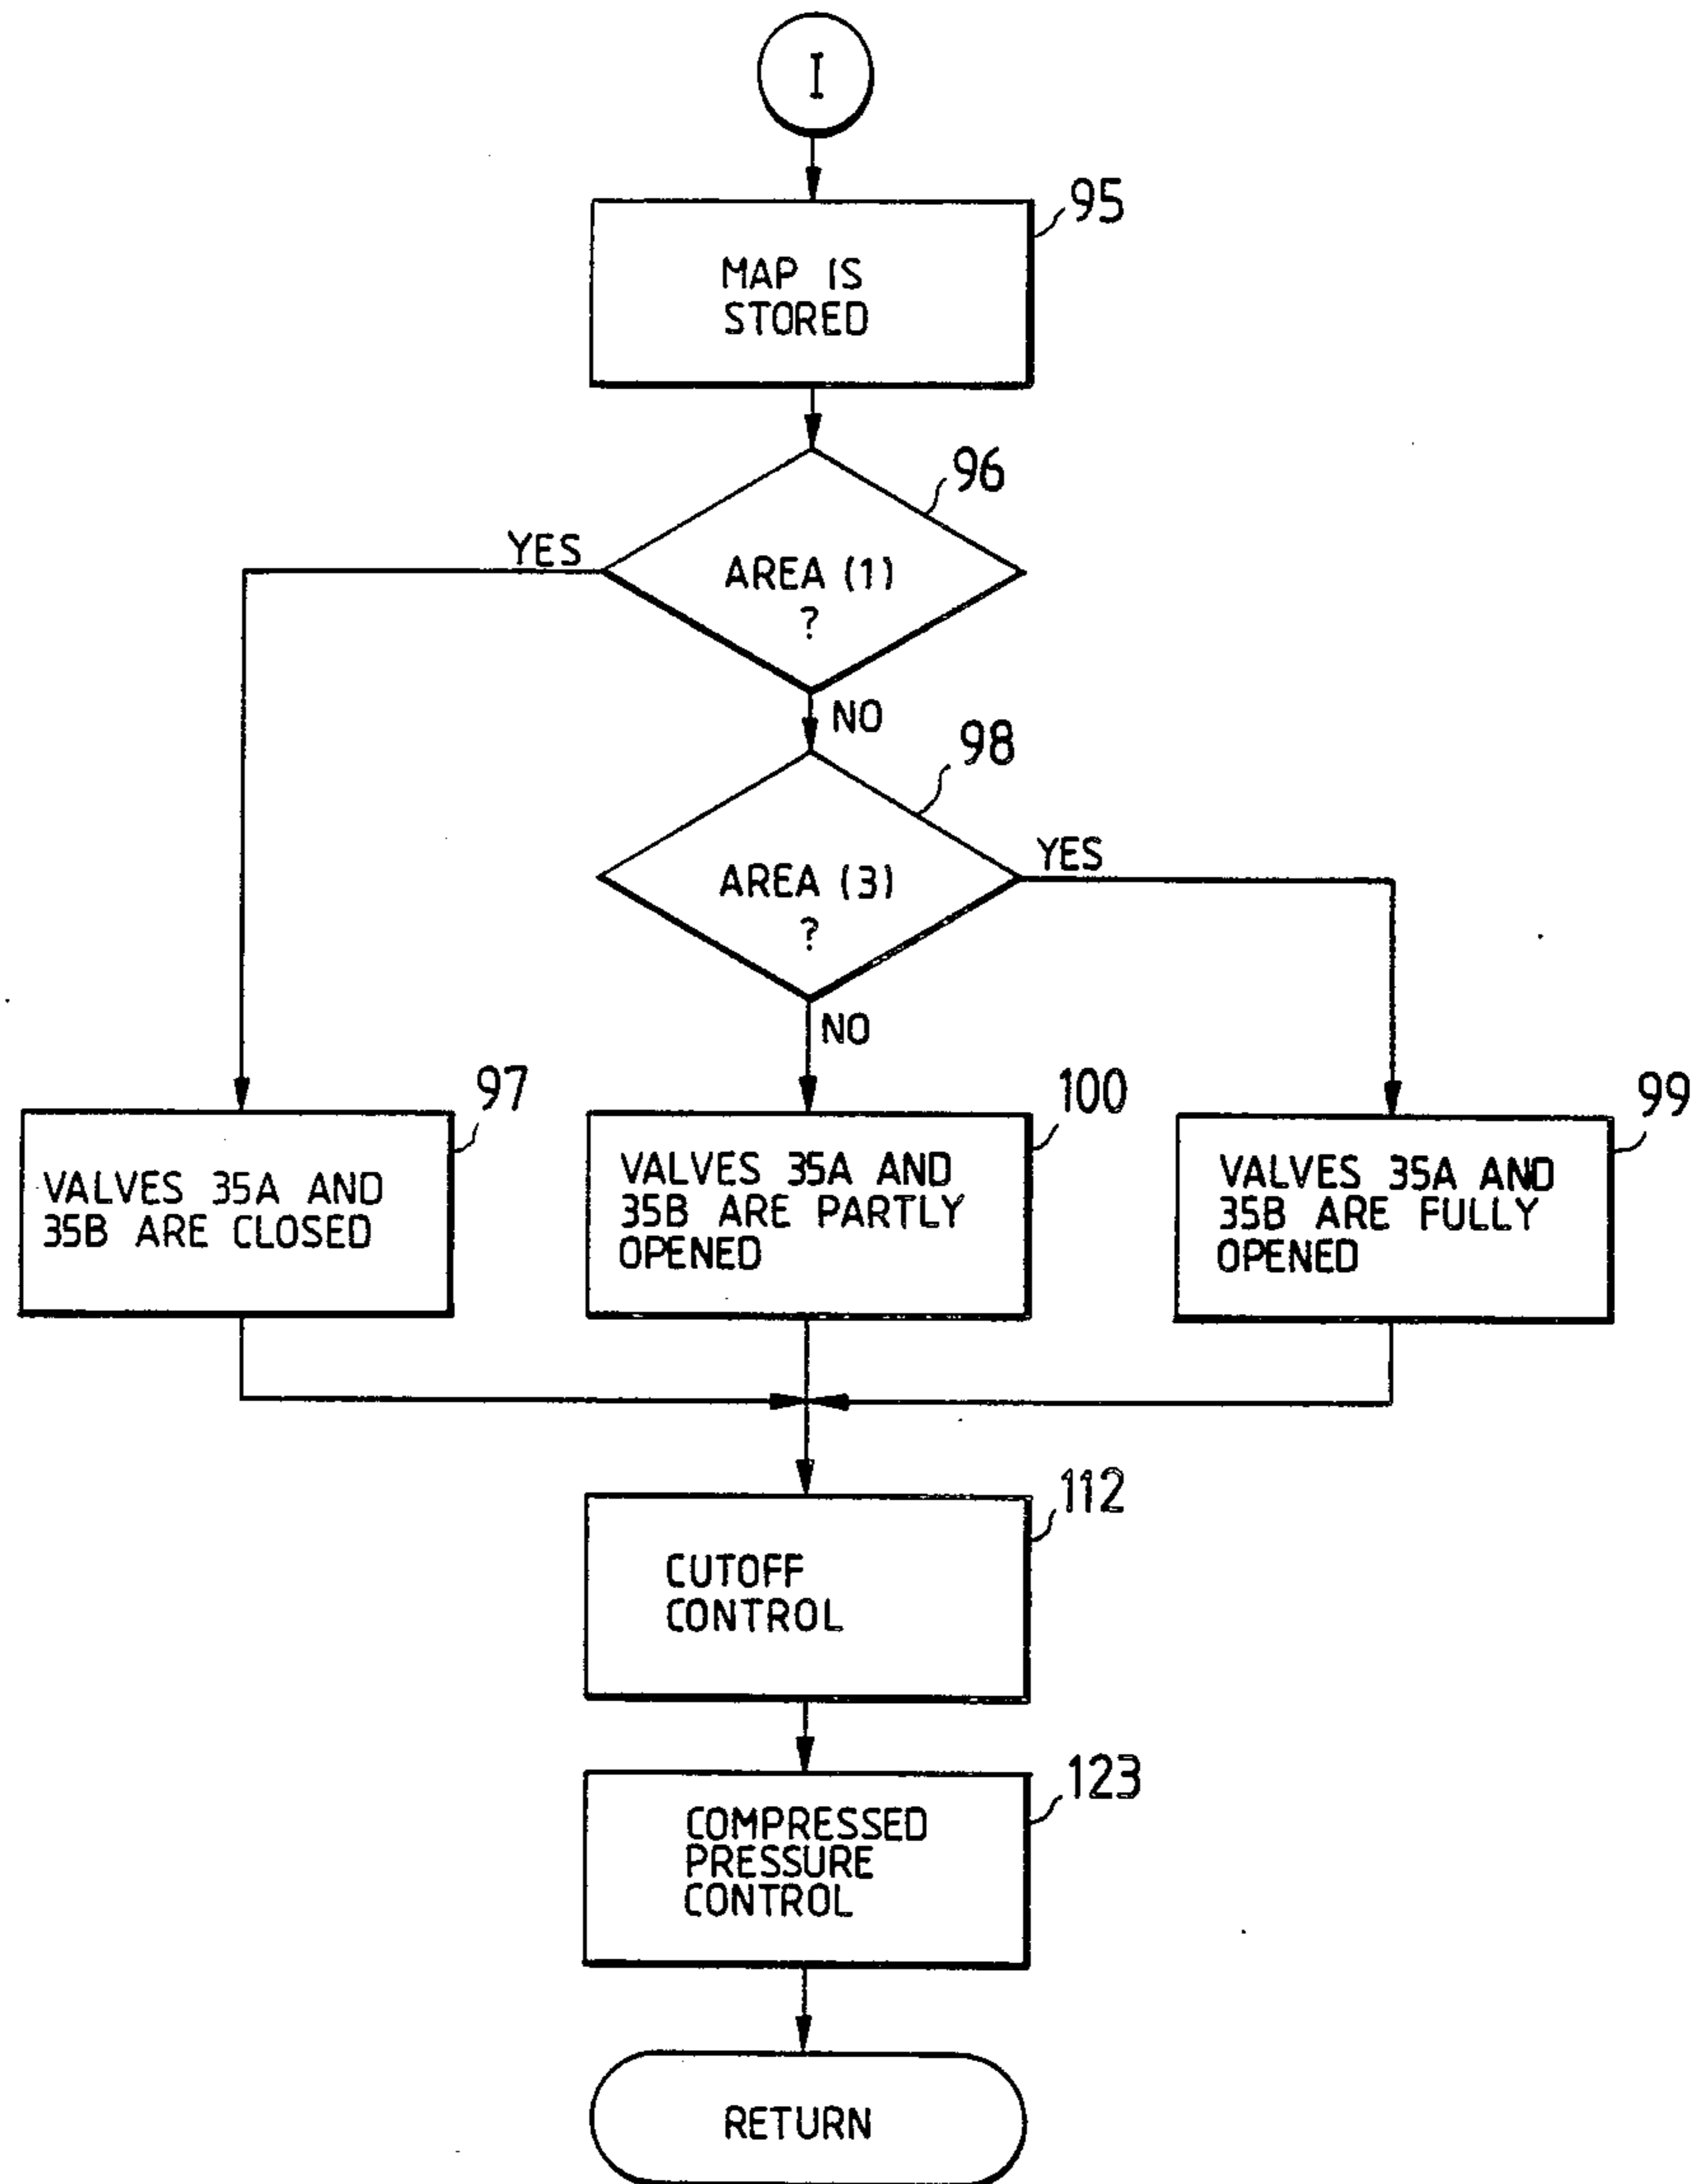 I
95
MAP IS
STORED
96
YES
AREA (1)
?
NO
98
YES
AREA (3)
?
NO
97
VALVES 35A AND
35B ARE CLOSED
100
VALVES 35A AND
35B ARE PARTLY
OPENED
99
VALVES 35A AND
35B ARE FULLY
OPENED
112
CUTOFF
CONTROL
123
COMPRESSED
PRESSURE
CONTROL
RETURN